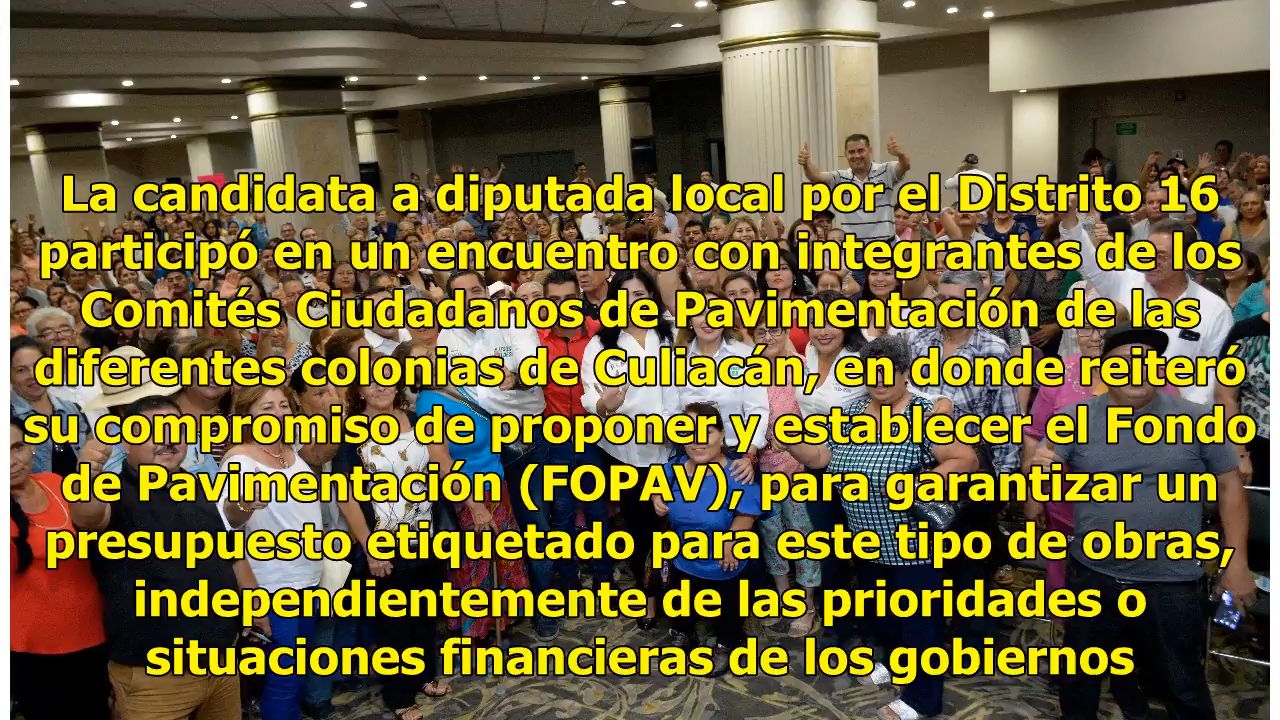 La candidata a diputada local por el Distrito 16
participó en un encuentro con integrantes de los
Comités Ciudadanos de Pavimentación de las
diferentes colonias de Culiacán, en donde reiteró
su compromiso de proponer y establecer el Fondo
de Pavimentación (FOPAV), para garantizar un
presupuesto etiquetado para este tipo de obras,
independientemente de las prioridades o
situaciones financieras de los gobiernos